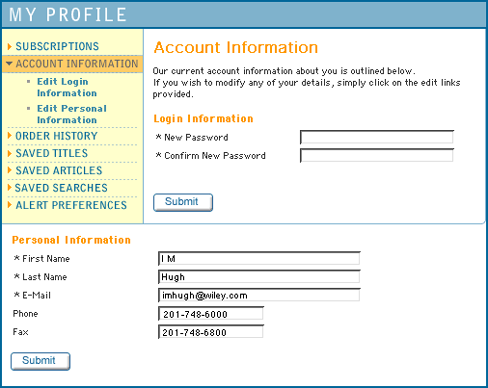 MY PROFILE
SUBSCRIPTIONS
ACCOUNT INFORMATION
Edit Login
Information
Edit Personal
Information
ORDER HISTORY
SAVED TITLES
SAVED ARTICLES
SAVED SEARCHES
ALERT PREFERENCES
Account Information
Our current account information about you is outlined below.
If you wish to modify any of your details, simply click on the edit links
provided.
Login Information
* New Password
* Confirm New Password
Submit
Personal Information
* First Name I M
* Last Name Hugh
* E-Mail imhugh@wiley.com
Phone 201-748-6000
Fax 201-748-6800
Submit